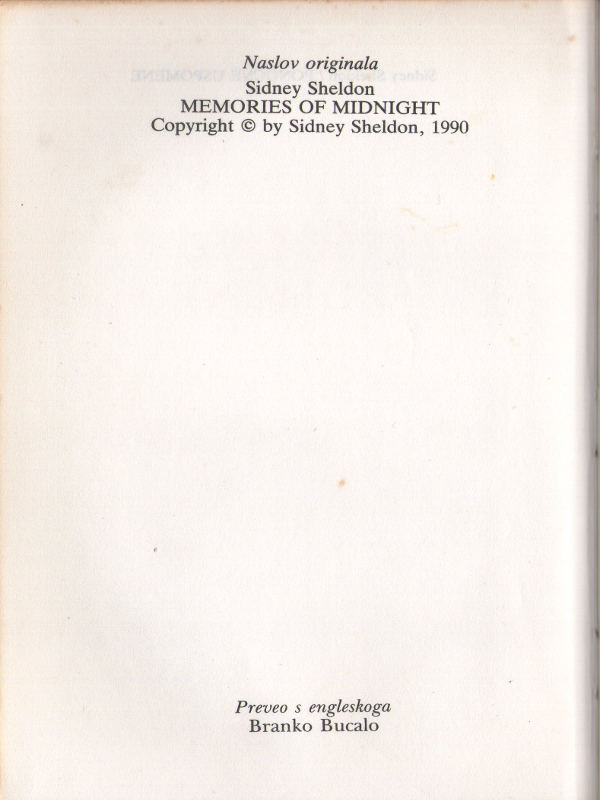 Naslov originala
Sidney Sheldon
MEMORIES OF MIDNIGHT
Copyright © by Sidney Sheldon, 1990
Preveo s engleskoga
Branko Bucalo